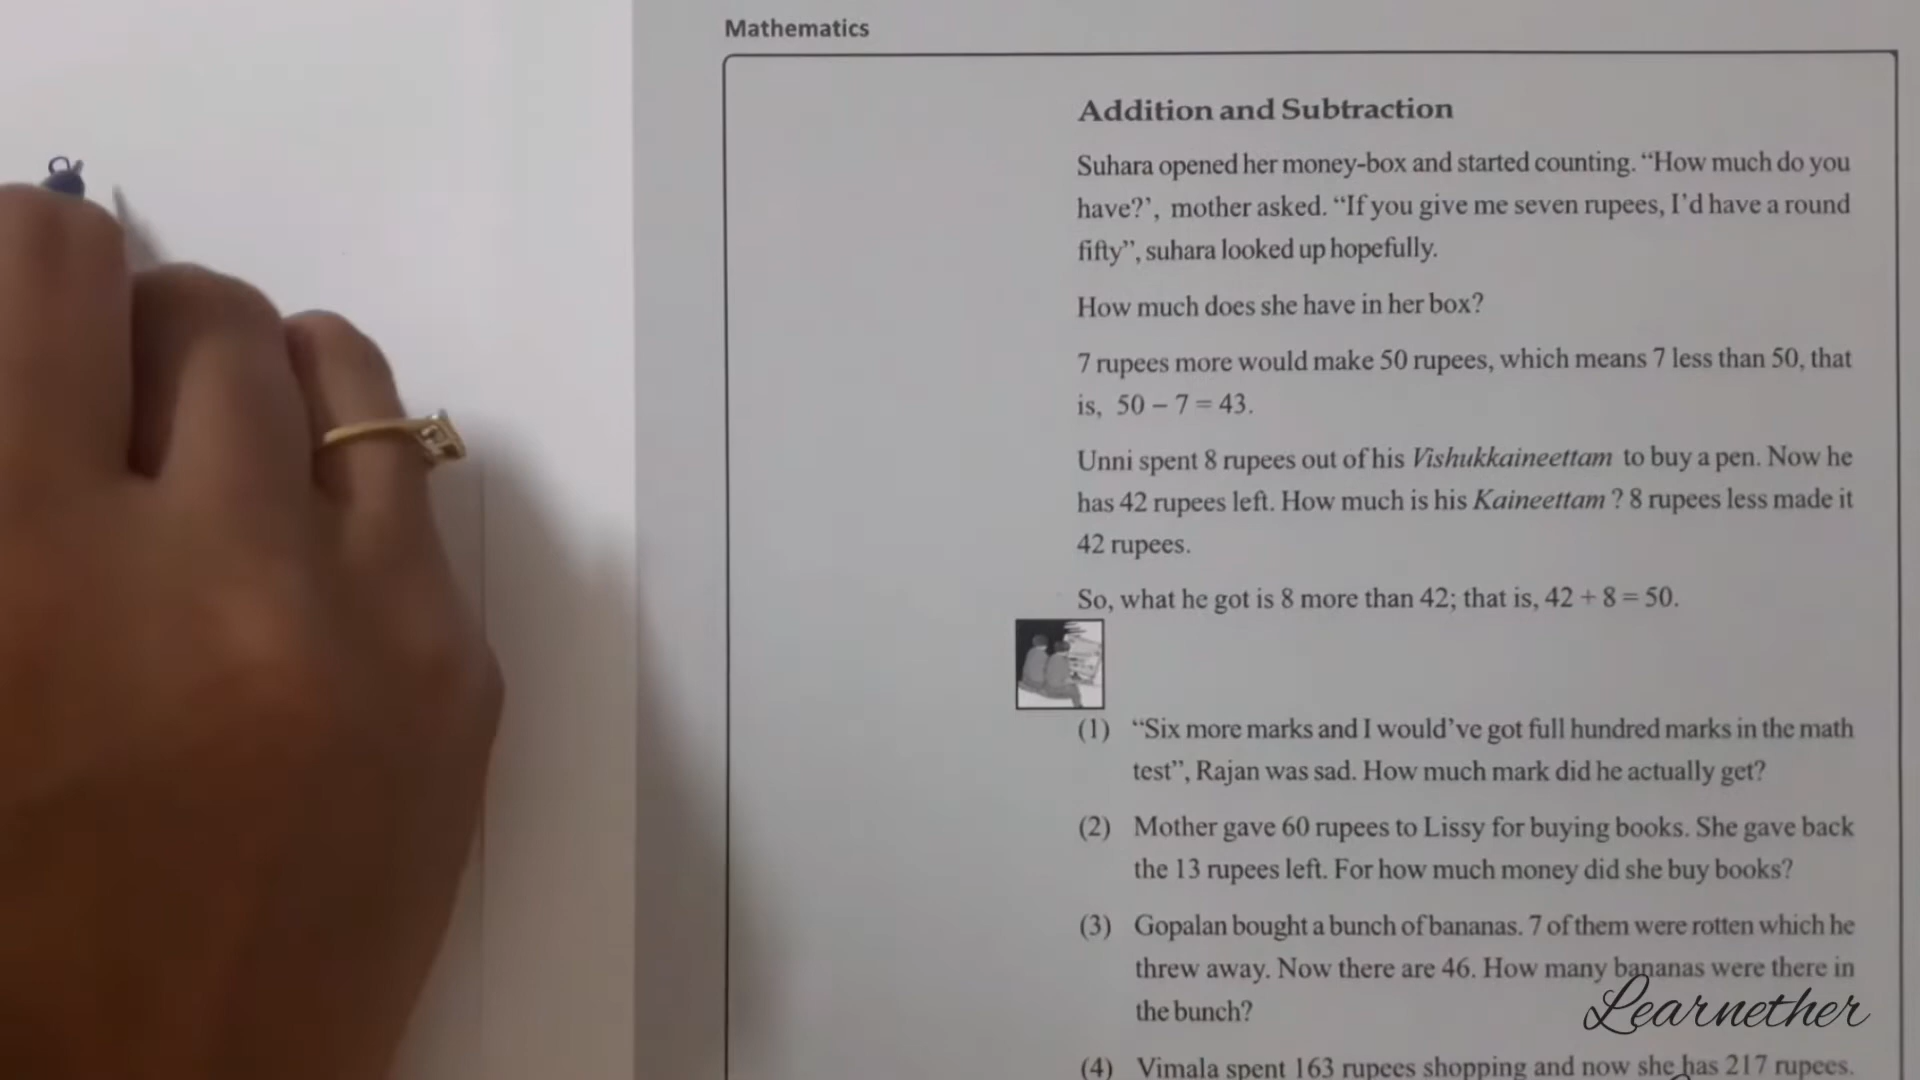 Mathematics
Addition and Subtraction
Suhara opened her money-box and started counting. “How much do you
have?’, mother asked. “If you give me seven rupees, I’d have a round
fifty”, suhara looked up hopefully.
How much does she have in her box?
7 rupees more would make 50 rupees, which means 7 less than 50, that
is, 50 – 7 = 43.
Unni spent 8 rupees out of his Vishukkaineettam to buy a pen. Now he
has 42 rupees left. How much is his Kaineettam ? 8 rupees less made it
42 rupees.
So, what he got is 8 more than 42; that is, 42 + 8 = 50.
(1) “Six more marks and I would’ve got full hundred marks in the math
test”, Rajan was sad. How much mark did he actually get?
(2) Mother gave 60 rupees to Lissy for buying books. She gave back
the 13 rupees left. For how much money did she buy books?
(3) Gopalan bought a bunch of bananas. 7 of them were rotten which he
threw away. Now there are 46. How many bananas were there in
the bunch?
Learnether
(4) Vimala spent 163 rupees shopping and now she has 217 rupees.